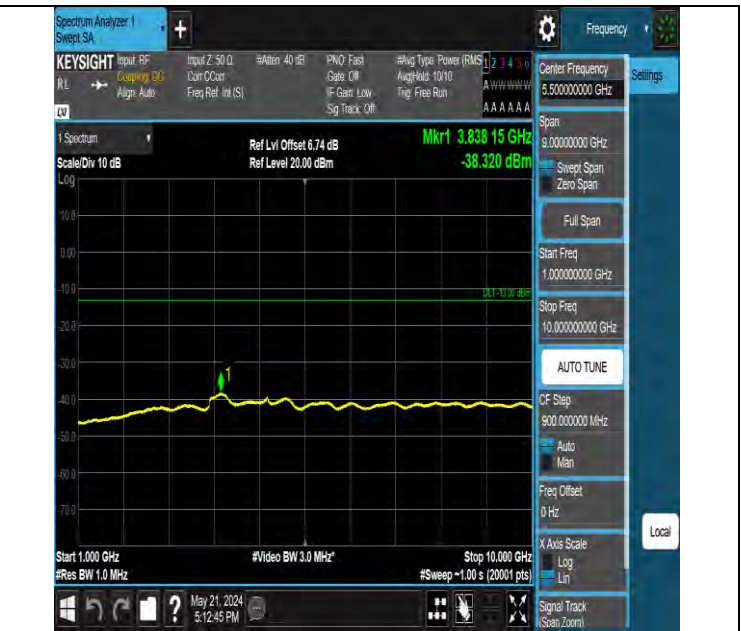 Spectrum Analyzer 1
Swept SA
+
Frequency
KEYSIGHT
RL
Input: RF
Coupling: DC
Align: Auto
Input Z: 50 Ω
Corr CCorr
Freq Ref: Int (S)
#Atten: 40 dB
PNO: Fast
Gate: Off
IF Gain: Low
Sig Track: Off
#Avg Type: Power (RMS
Avg|Hold: 10/10
Trig: Free Run
1 2 3 4 5 6
A W W W W W
A A A A A A
Settings
1 Spectrum
Scale/Div 10 dB
Log
Ref Lvl Offset 6.74 dB
Ref Level 20.00 dBm
Mkr1 3.838 15 GHz
-38.320 dBm
10.0
0.00
-10.0
-20.0
-30.0
-40.0
-50.0
-60.0
-70.0
DL1 -13.00 dBm
1
Start 1.000 GHz
#Res BW 1.0 MHz
#Video BW 3.0 MHz*
Stop 10.000 GHz
#Sweep ~1.00 s (20001 pts)
Center Frequency
5.500000000 GHz
Span
9.00000000 GHz
Swept Span
Zero Span
Full Span
Start Freq
1.000000000 GHz
Stop Freq
10.000000000 GHz
AUTO TUNE
CF Step
900.000000 MHz
Auto
Man
Freq Offset
0 Hz
X Axis Scale
Log
Lin
Signal Track
(Span Zoom)
Local
?
May 21, 2024
5:12:45 PM